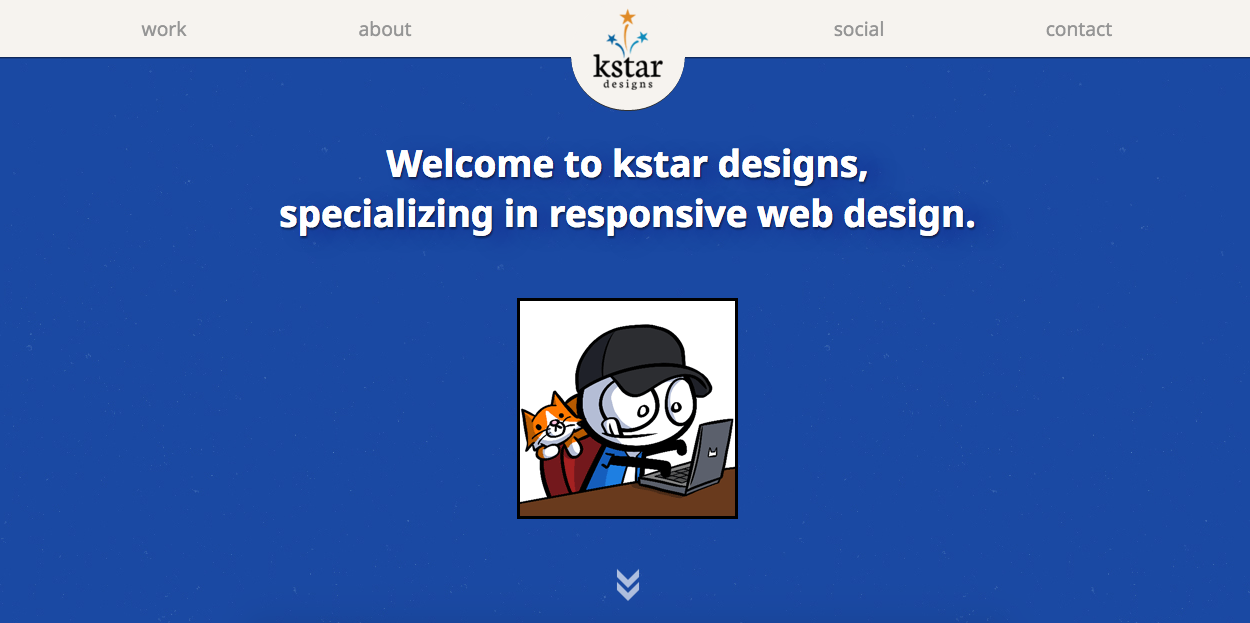 work
about
kstar
designs
social
contact
Welcome to kstar designs,
specializing in responsive web design.